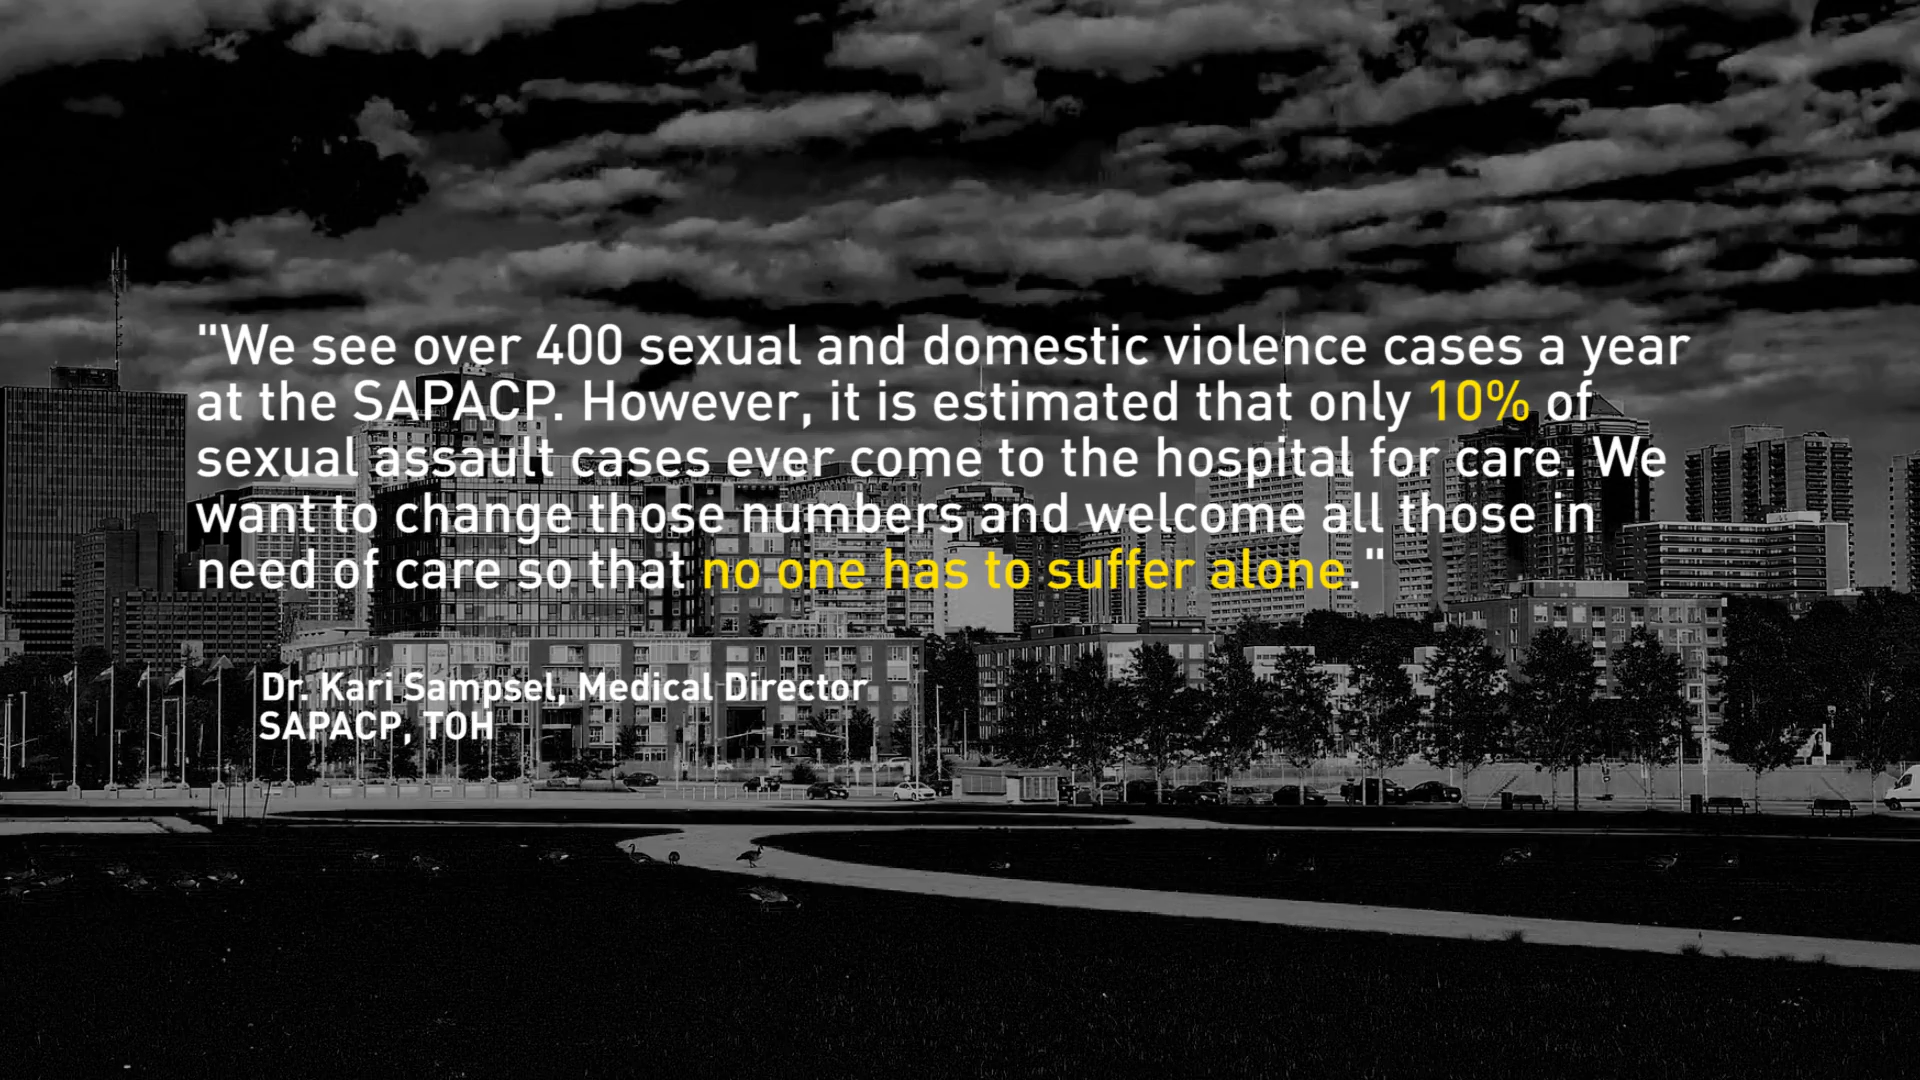 "We see over 400 sexual and domestic violence cases a year
at the SAPACP. However, it is estimated that only 10% of
sexual assault cases ever come to the hospital for care. We
want to change those numbers and welcome all those in
need of care so that no one has to suffer alone."
Dr. Kari Sampsel, Medical Director
SAPACP, TOH